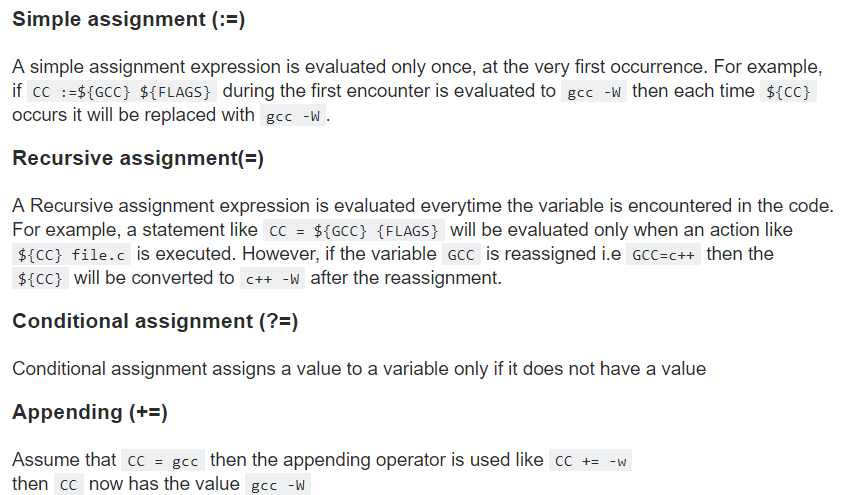 Simple assignment (:=)
A simple assignment expression is evaluated only once, at the very first occurrence. For example,
if CC :=${GCC} ${FLAGS} during the first encounter is evaluated to gcc -W then each time ${CC}
occurs it will be replaced with gcc -W .
Recursive assignment(=)
A Recursive assignment expression is evaluated everytime the variable is encountered in the code.
For example, a statement like CC = ${GCC} {FLAGS} will be evaluated only when an action like
${CC} file.c is executed. However, if the variable GCC is reassigned i.e GCC=c++ then the
${CC} will be converted to c++ -W after the reassignment.
Conditional assignment (?=)
Conditional assignment assigns a value to a variable only if it does not have a value
Appending (+=)
Assume that CC = gcc then the appending operator is used like CC += -w
then CC now has the value gcc -W